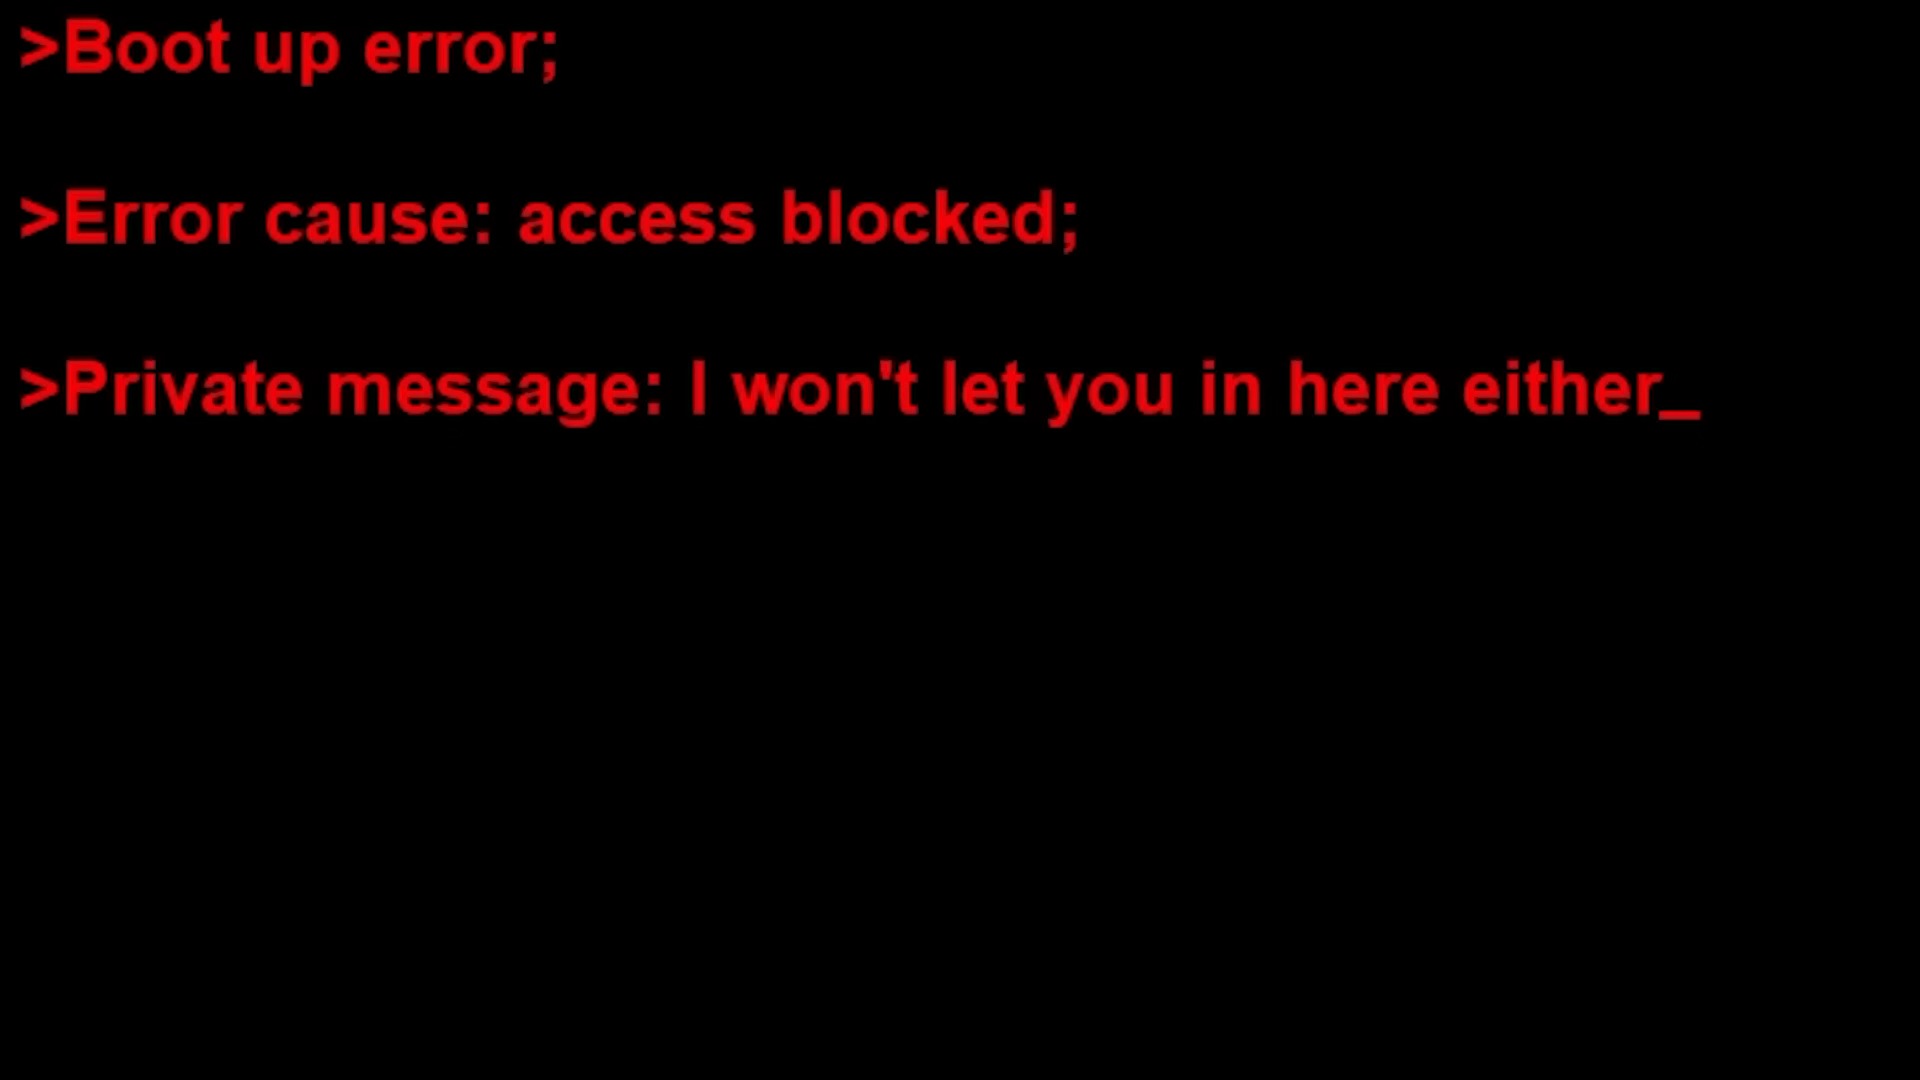 >Boot up error;
>Error cause: access blocked;
>Private message: I won't let you in here either_